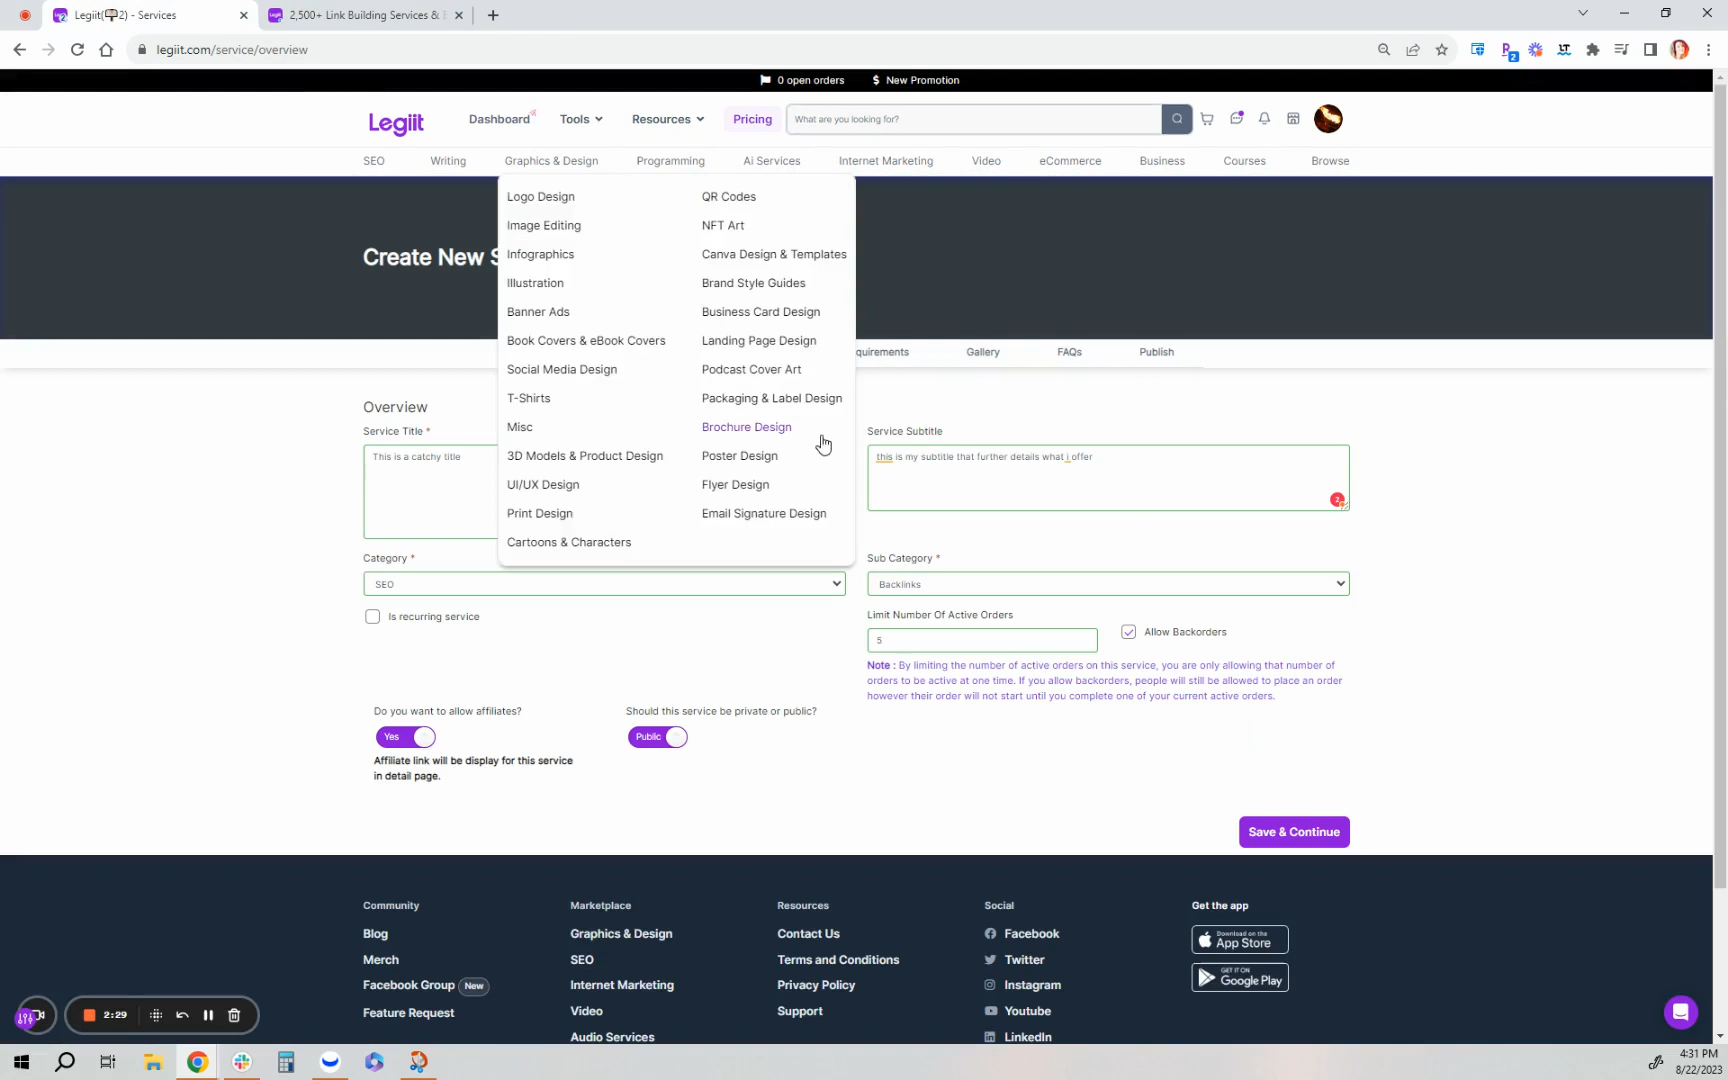 Legiit( 2) - Services
2,500+ Link Building Services &
legiit.com/service/overview
2
0 open orders $ New Promotion
Legiit
Dashboard Tools Resources Pricing What are you looking for?
SEO Writing Graphics & Design Programming Ai Services Internet Marketing Video eCommerce Business Courses Browse
Logo Design QR Codes
Image Editing NFT Art
Create New
Infographics Canva Design & Templates
Illustration Brand Style Guides
Banner Ads Business Card Design
Book Covers & eBook Covers Landing Page Design
quirements Gallery FAQs Publish
Social Media Design Podcast Cover Art
T-Shirts Packaging & Label Design
Misc Brochure Design
3D Models & Product Design Poster Design
UI/UX Design Flyer Design
Print Design Email Signature Design
Cartoons & Characters
Overview
Service Title * Service Subtitle
This is a catchy title this is my subtitle that further details what i offer
2
Category * Sub Category *
SEO Backlinks
Is recurring service
Limit Number Of Active Orders
5
Allow Backorders
Note : By limiting the number of active orders on this service, you are only allowing that number of
orders to be active at one time. If you allow backorders, people will still be allowed to place an order
however their order will not start until you complete one of your current active orders.
Do you want to allow affiliates? Should this service be private or public?
Yes Public
Affiliate link will be display for this service
in detail page.
Save & Continue
Community Marketplace Resources Social Get the app
Blog Graphics & Design Contact Us Facebook
Download on the
App Store
Merch SEO Terms and Conditions Twitter
GET IT ON
Google Play
Facebook Group New Internet Marketing Privacy Policy Instagram
Feature Request Video Support Youtube
Audio Services LinkedIn
2:29
4:31 PM
8/22/2023